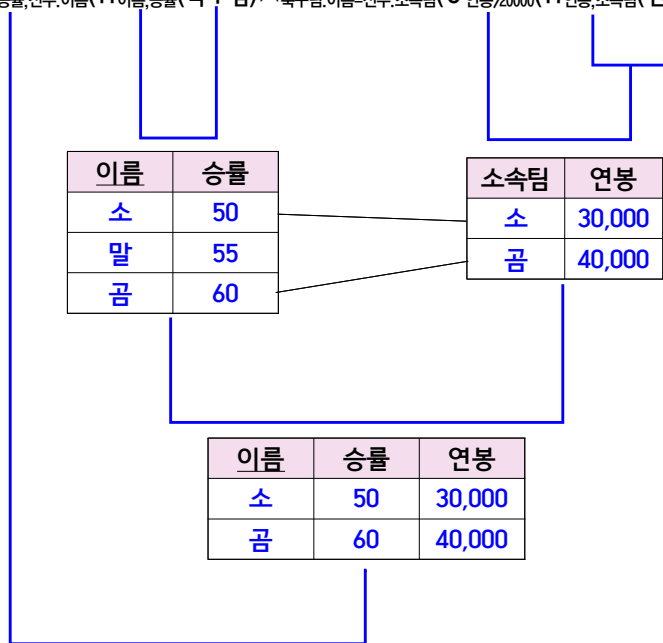 이름 승률
소 50
말 55
곰 60
소속팀 연봉
소 30,000
곰 40,000
이름 승률 연봉
소 50 30,000
곰 60 40,000